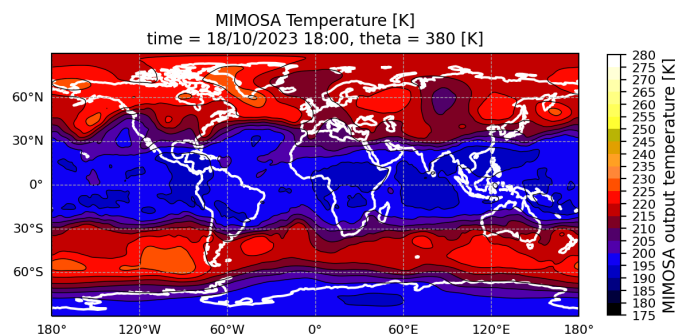 MIMOSA Temperature [K]
time = 18/10/2023 18:00, theta = 380 [K]
60°N
30°N
0°
30°S
60°S
180°
120°W
60°W
0°
60°E
120°E
180°
280
275
270
265
260
255
250
245
240
235
230
225
220
215
210
205
200
195
190
185
180
175
MIMOSA output temperature [K]